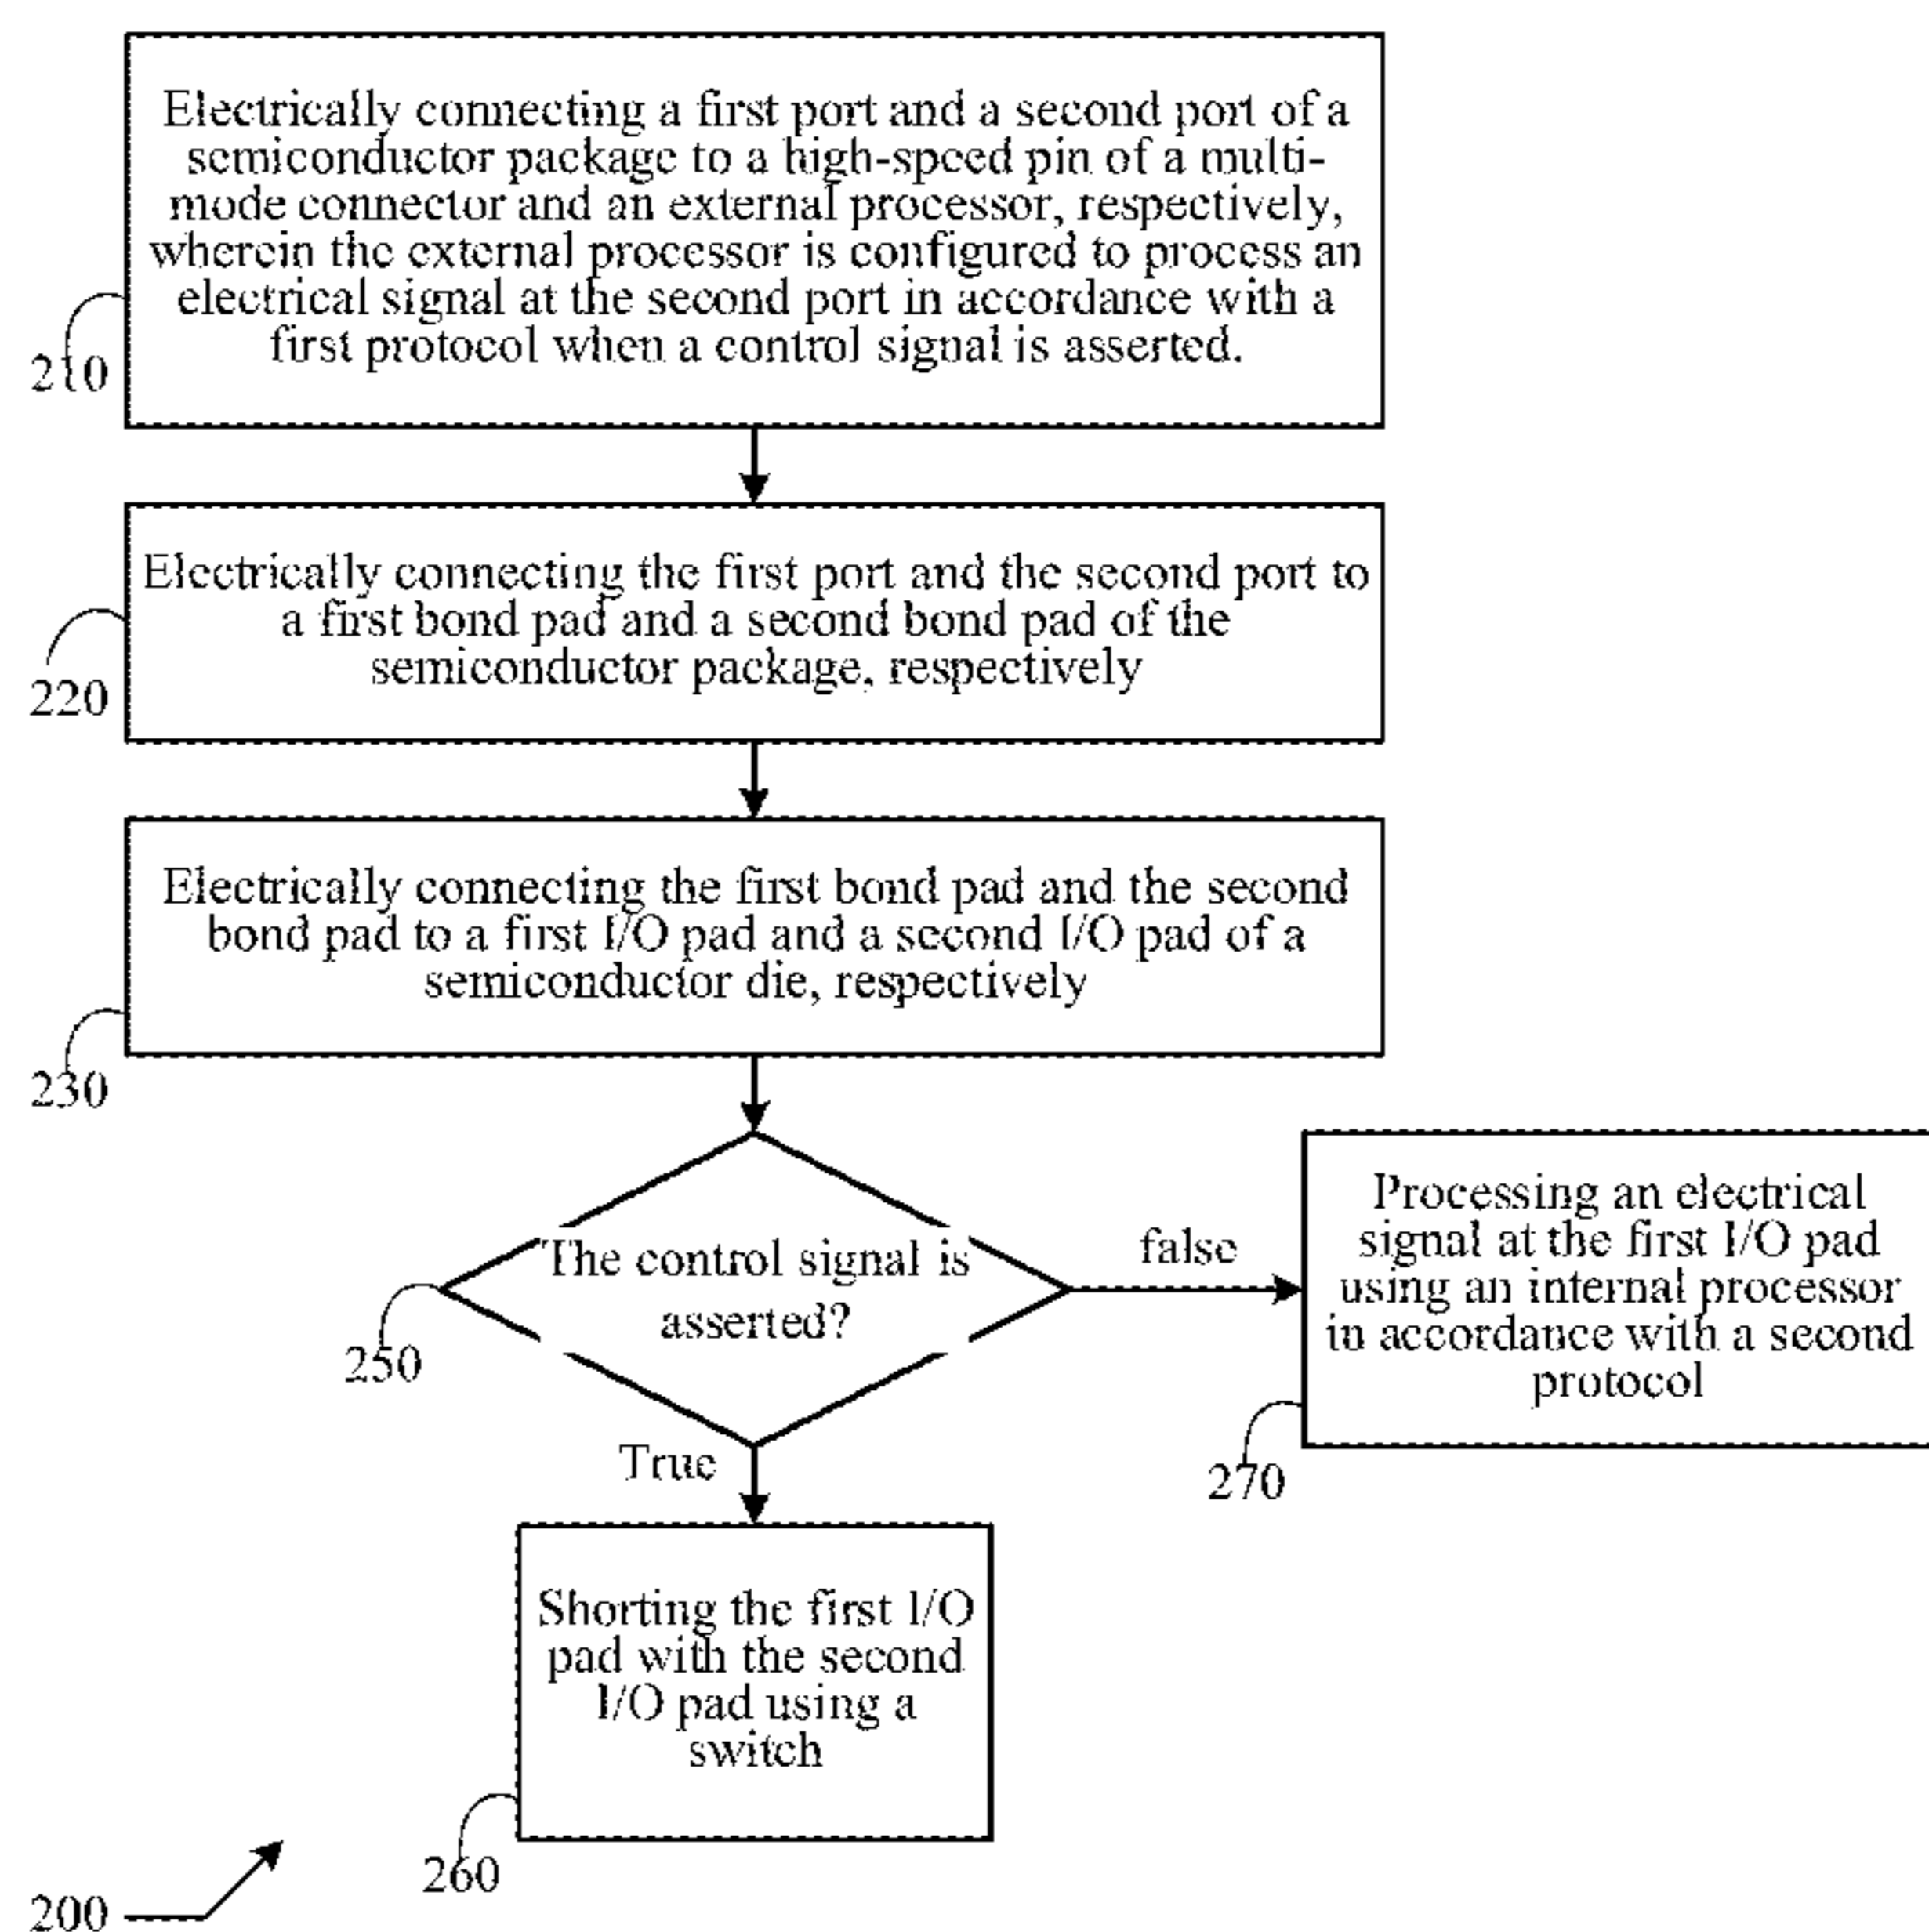 Electrically connecting a first port and a second port of a
semiconductor package to a high-speed pin of a multi-
mode connector and an external processor, respectively,
wherein the external processor is configured to process an
electrical signal at the second port in accordance with a
first protocol when a control signal is asserted.
210
Electrically connecting the first port and the second port to
a first bond pad and a second bond pad of the
semiconductor package, respectively
220
Electrically connecting the first bond pad and the second
bond pad to a first I/O pad and a second I/O pad of a
semiconductor die, respectively
230
The control signal is
asserted?
250
false
Processing an electrical
signal at the first I/O pad
using an internal processor
in accordance with a second
protocol
270
True
Shorting the first I/O
pad with the second
I/O pad using a
switch
260
200